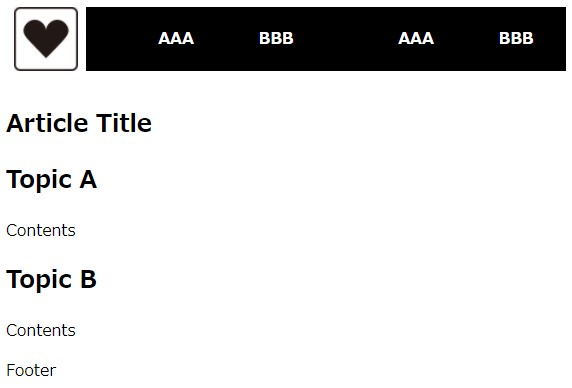 AAA BBB AAA BBB
Article Title
Topic A
Contents
Topic B
Contents
Footer